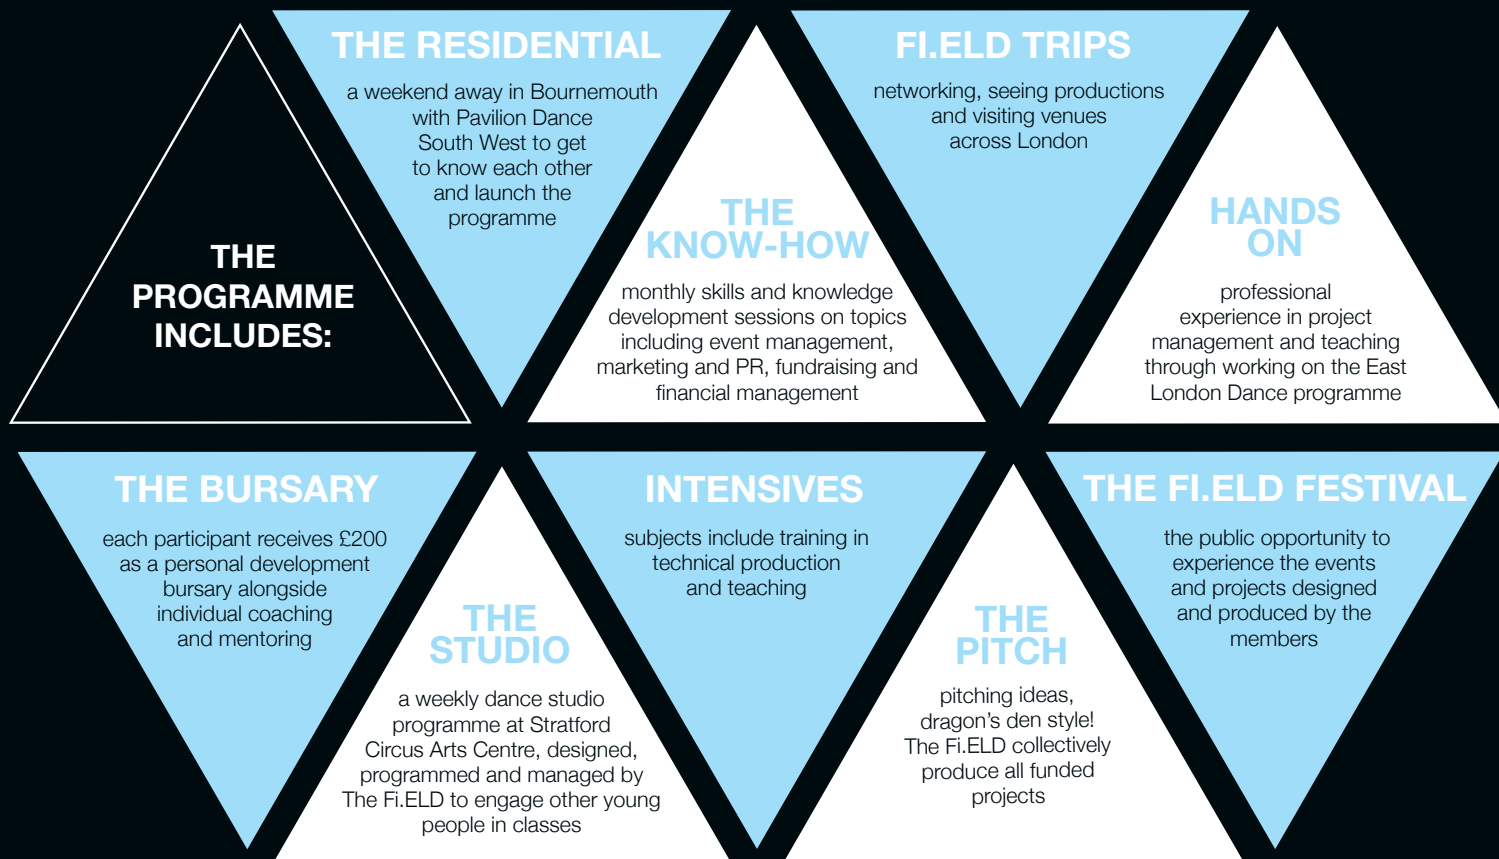 THE
PROGRAMME
INCLUDES:
THE RESIDENTIAL
a weekend away in Bournemouth
with Pavilion Dance
South West to get
to know each other
and launch the
programme
THE
KNOW-HOW
monthly skills and knowledge
development sessions on topics
including event management,
marketing and PR, fundraising and
financial management
FI.ELD TRIPS
networking, seeing productions
and visiting venues
across London
HANDS
ON
professional
experience in project
management and teaching
through working on the East
London Dance programme
THE BURSARY
each participant receives £200
as a personal development
bursary alongside
individual coaching
and mentoring
THE
STUDIO
a weekly dance studio
programme at Stratford
Circus Arts Centre, designed,
programmed and managed by
The Fi.ELD to engage other young
people in classes
INTENSIVES
subjects include training in
technical production
and teaching
THE
PITCH
pitching ideas,
dragon's den style!
The Fi.ELD collectively
produce all funded
projects
THE FI.ELD FESTIVAL
the public opportunity to
experience the events
and projects designed
and produced by the
members